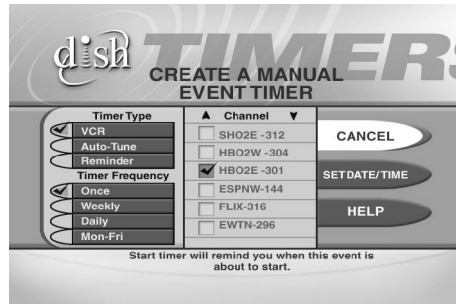 dish
TIMERS
CREATE A MANUAL
EVENT TIMER
Timer Type
VCR
Auto-Tune
Reminder
Timer Frequency
Once
Weekly
Daily
Mon-Fri
▲ Channel ▼
SHO2E -312
HBO2W -304
HBO2E -301
ESPNW-144
FLIX-316
EWTN-296
CANCEL
SET DATE/TIME
HELP
Start timer will remind you when this event is
about to start.